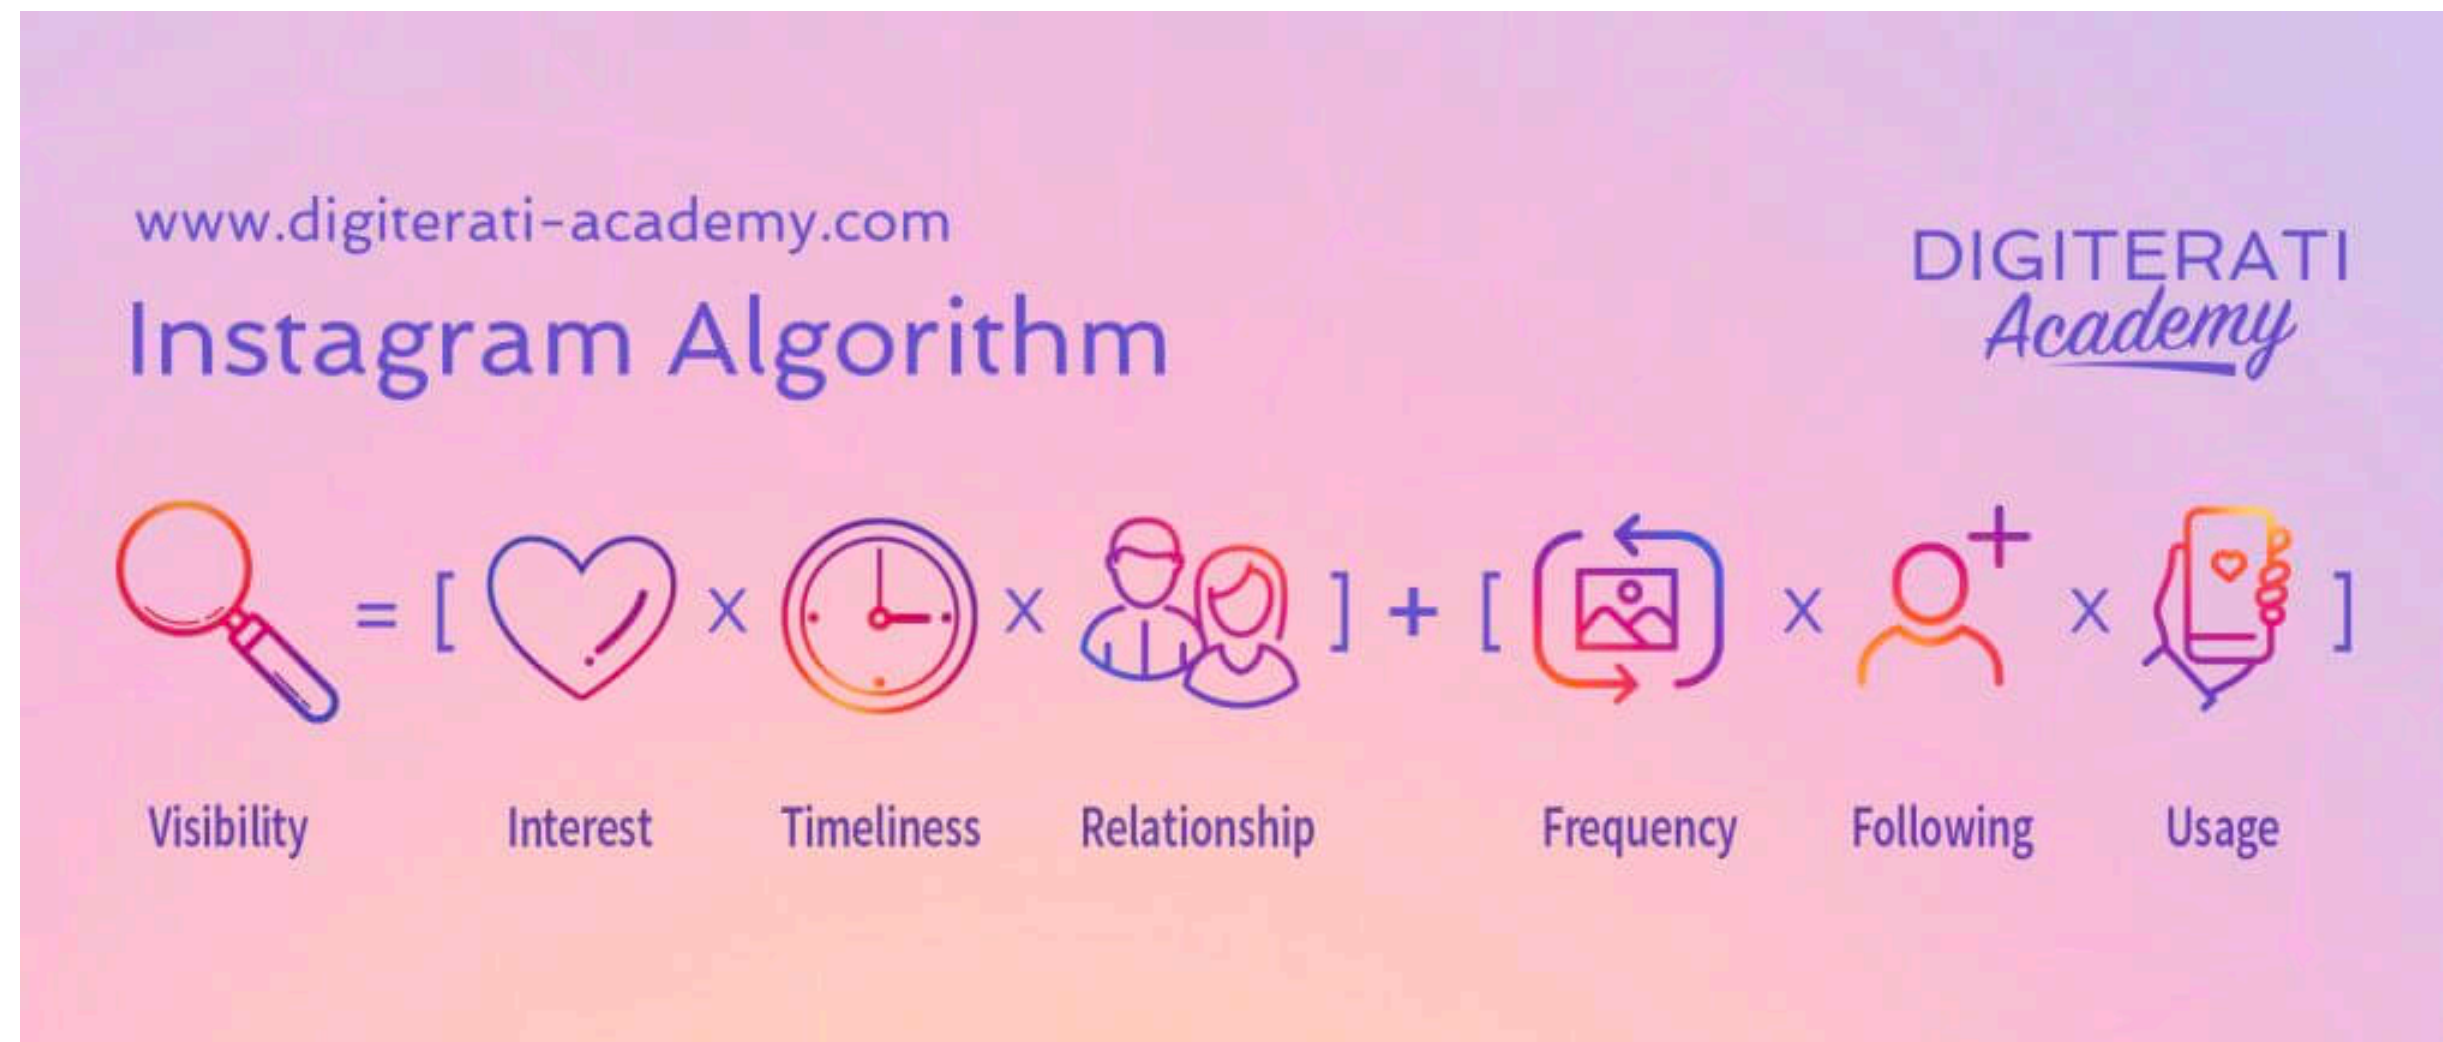 www.digiterati-academy.com
Instagram Algorithm
DIGITERATI
Academy
= [ x x ] + [ x x ]
Visibility Interest Timeliness Relationship Frequency Following Usage